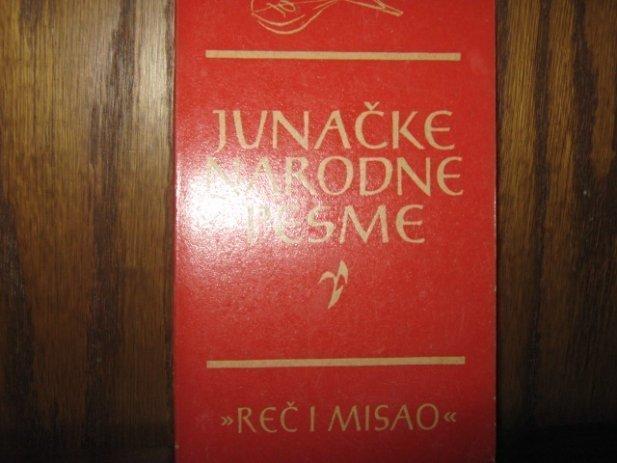 JUNAČKE
NARODNE
PESME
»REČ I MISAO«